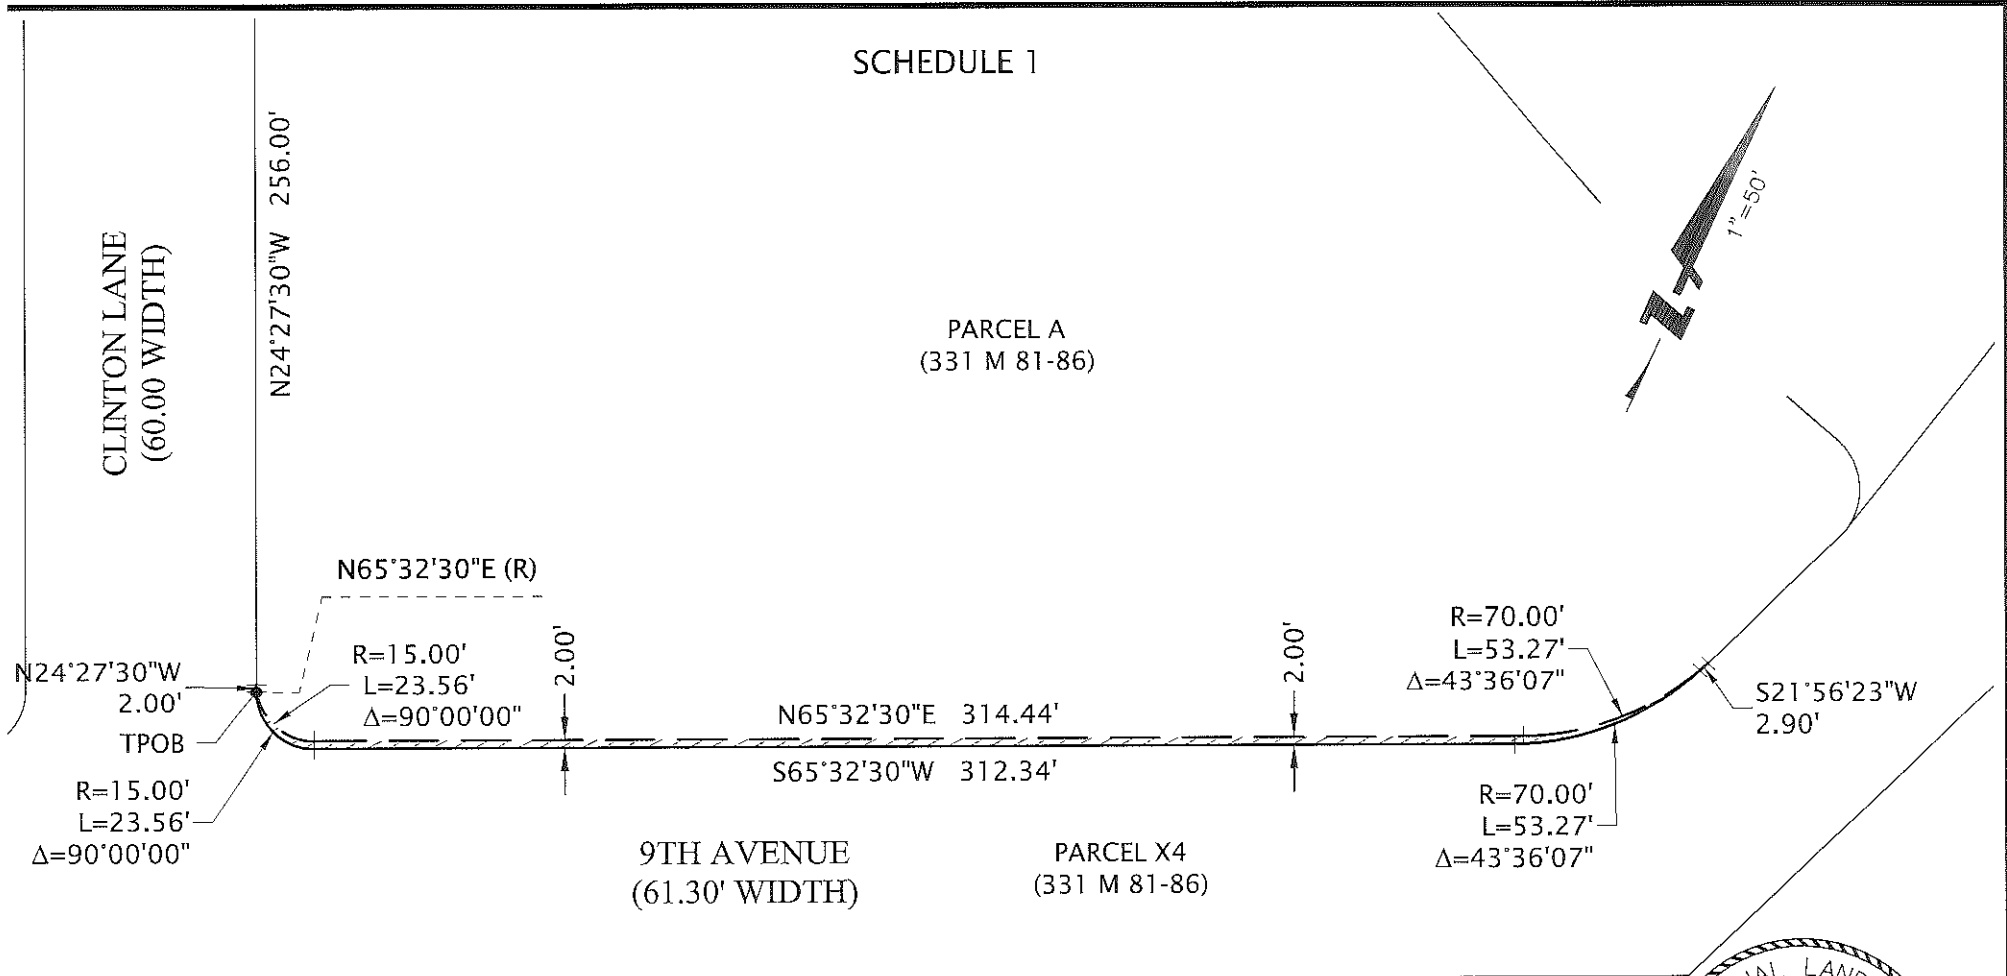 SCHEDULE 1
1"=50'
N
CLINTON LANE
(60.00 WIDTH)
N24°27'30"W 256.00'
PARCEL A
(331 M 81-86)
N65°32'30"E (R)
N24°27'30"W
2.00'
TPOB
R=15.00'
L=23.56'
Δ=90°00'00"
2.00'
N65°32'30"E 314.44'
2.00'
R=70.00'
L=53.27'
Δ=43°36'07"
S21°56'23"W
2.90'
R=15.00'
L=23.56'
Δ=90°00'00"
S65°32'30"W 312.34'
R=70.00'
L=53.27'
Δ=43°36'07"
9TH AVENUE
(61.30' WIDTH)
PARCEL X4
(331 M 81-86)
LAND